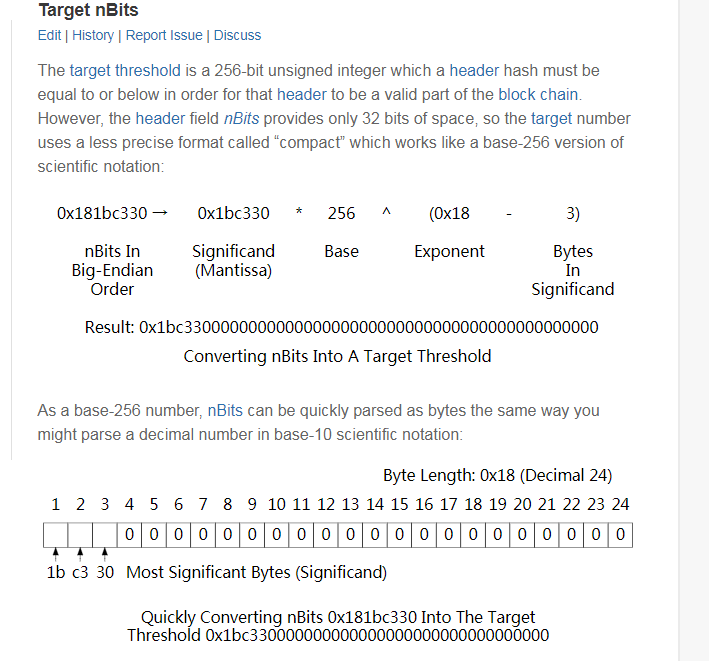 Target nBits
Edit | History | Report Issue | Discuss
The target threshold is a 256-bit unsigned integer which a header hash must be
equal to or below in order for that header to be a valid part of the block chain.
However, the header field nBits provides only 32 bits of space, so the target number
uses a less precise format called “compact” which works like a base-256 version of
scientific notation:
0x181bc330 → 0x1bc330 * 256 ^ (0x18 - 3)
nBits In Significand Base Exponent Bytes
Big-Endian (Mantissa) In
Order Significand
Result: 0x1bc330000000000000000000000000000000000000000000
Converting nBits Into A Target Threshold
As a base-256 number, nBits can be quickly parsed as bytes the same way you
might parse a decimal number in base-10 scientific notation:
Byte Length: 0x18 (Decimal 24)
1 2 3 4 5 6 7 8 9 10 11 12 13 14 15 16 17 18 19 20 21 22 23 24
0 0 0 0 0 0 0 0 0 0 0 0 0 0 0 0 0 0 0 0 0
1b c3 30 Most Significant Bytes (Significand)
Quickly Converting nBits 0x181bc330 Into The Target
Threshold 0x1bc33000000000000000000000000000000